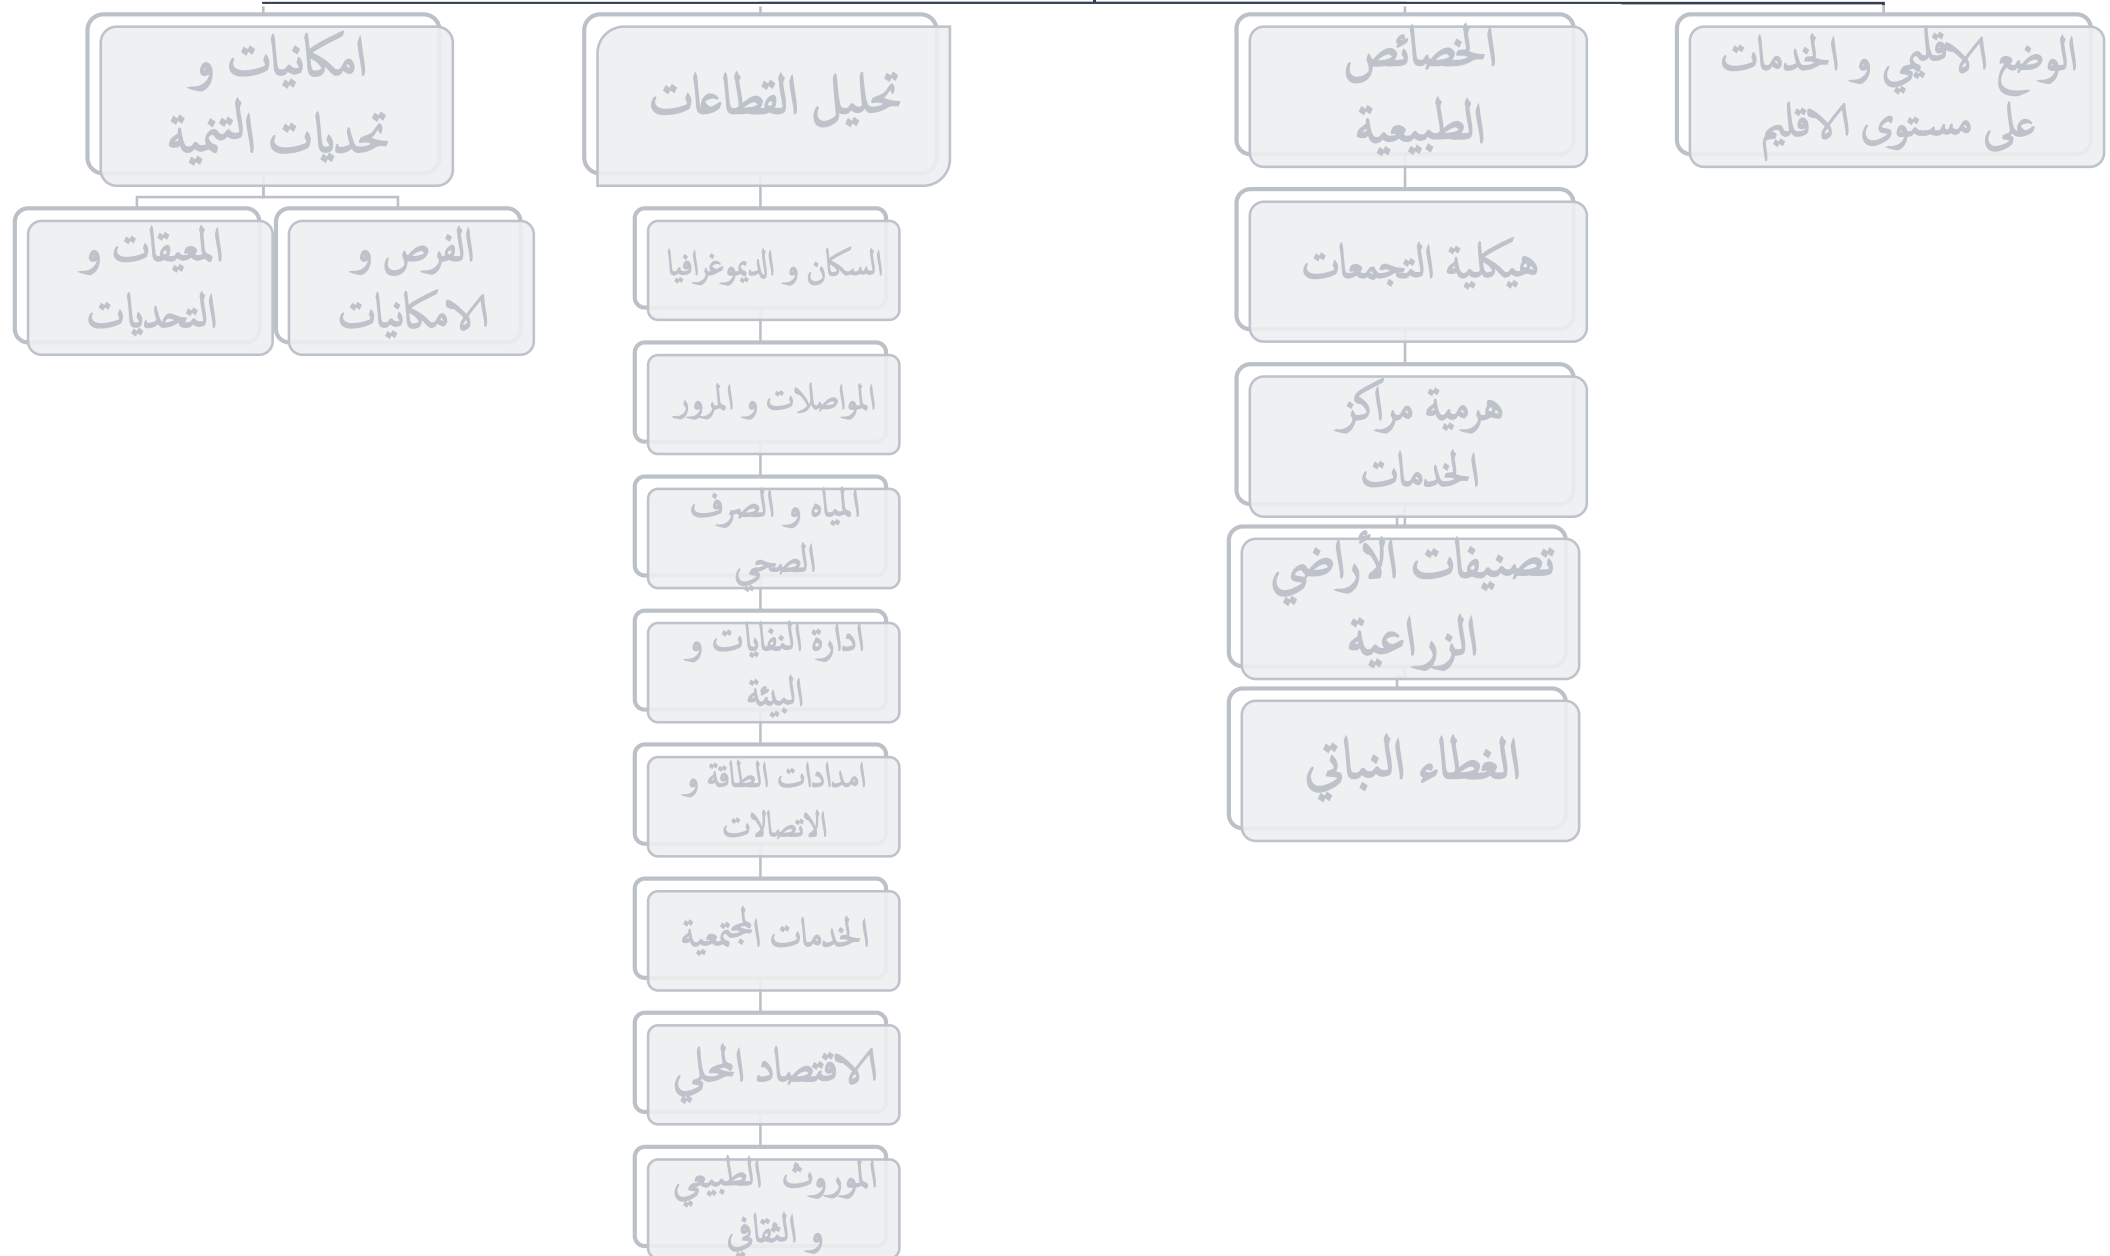 الوضع الاقليمي و الخدمات
على مستوى الاقليم
الخصائص
الطبيعية
هيكلية التجمعات
هرمية مراكز
الخدمات
تصنيفات الأراضي
الزراعية
الغطاء النباتي
تحليل القطاعات
السكان و الديموغرافيا
المواصلات و المرور
المياه و الصرف
الصحي
ادارة النفايات و
البيئة
امدادات الطاقة و
الاتصالات
الخدمات المجتمعية
الاقتصاد المحلي
الموروث الطبيعي
و الثقافي
امكانيات و
تحديات التنمية
الفرص و
الامكانيات
المعيقات و
التحديات